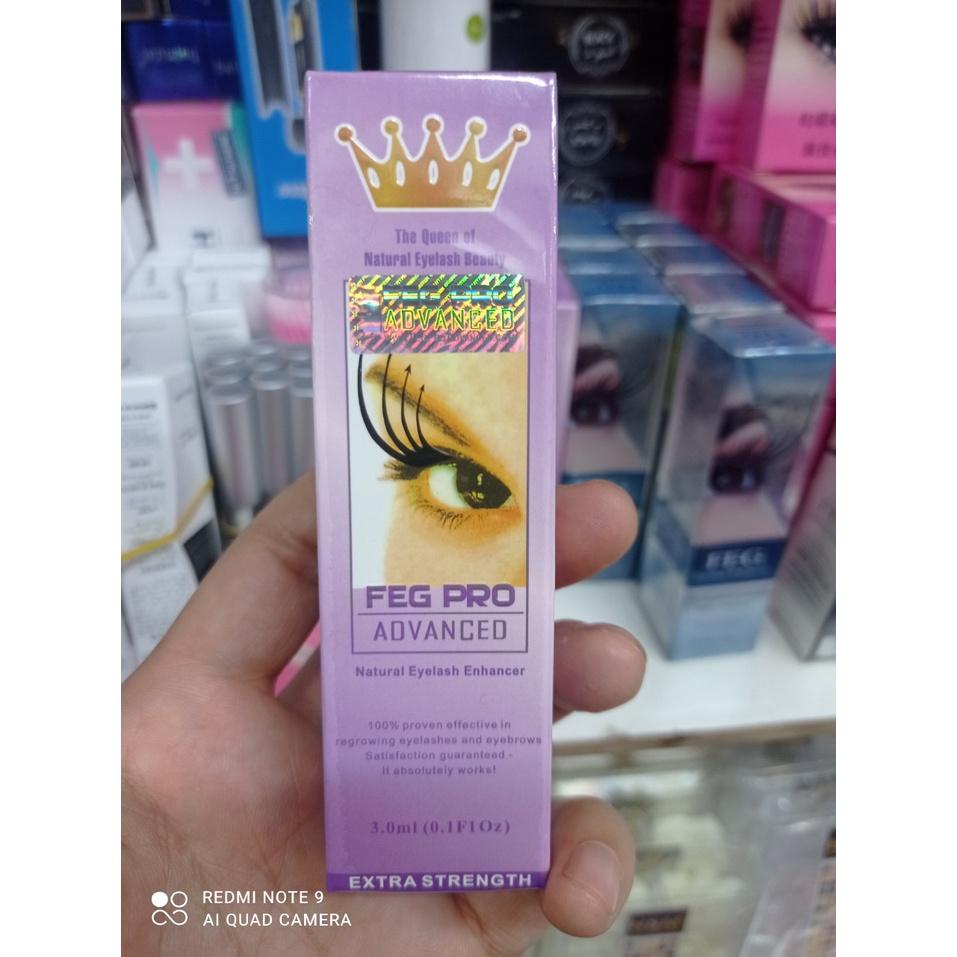 The Queen of
Natural Eyelash Beauty
ADVANCED
FEG PRO
ADVANCED
Natural Eyelash Enhancer
100% proven effective in
regrowing eyelashes and eyebrows
Satisfaction guaranteed -
it absolutely works!
3.0ml (0.1F1Oz)
EXTRA STRENGTH
FEG
REDMI NOTE 9
AI QUAD CAMERA